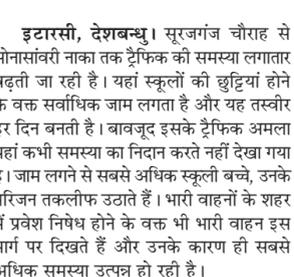 इटारसी, देशबन्धु। सूरजगंज चौराह से
सोनासांवरी नाका तक ट्रैफिक की समस्या लगातार
बढ़ती जा रही है। यहां स्कूलों की छुट्टियां होने
के वक्त सर्वाधिक जाम लगता है और यह तस्वीर
हर दिन बनती है। बावजूद इसके ट्रैफिक अमला
यहां कभी समस्या का निदान करते नहीं देखा गया
है। जाम लगने से सबसे अधिक स्कूली बच्चे, उनके
परिजन तकलीफ उठाते हैं। भारी वाहनों के शहर
में प्रवेश निषेध होने के वक्त भी भारी वाहन इस
मार्ग पर दिखते हैं और उनके कारण ही सबसे
अधिक समस्या उत्पन्न हो रही है।